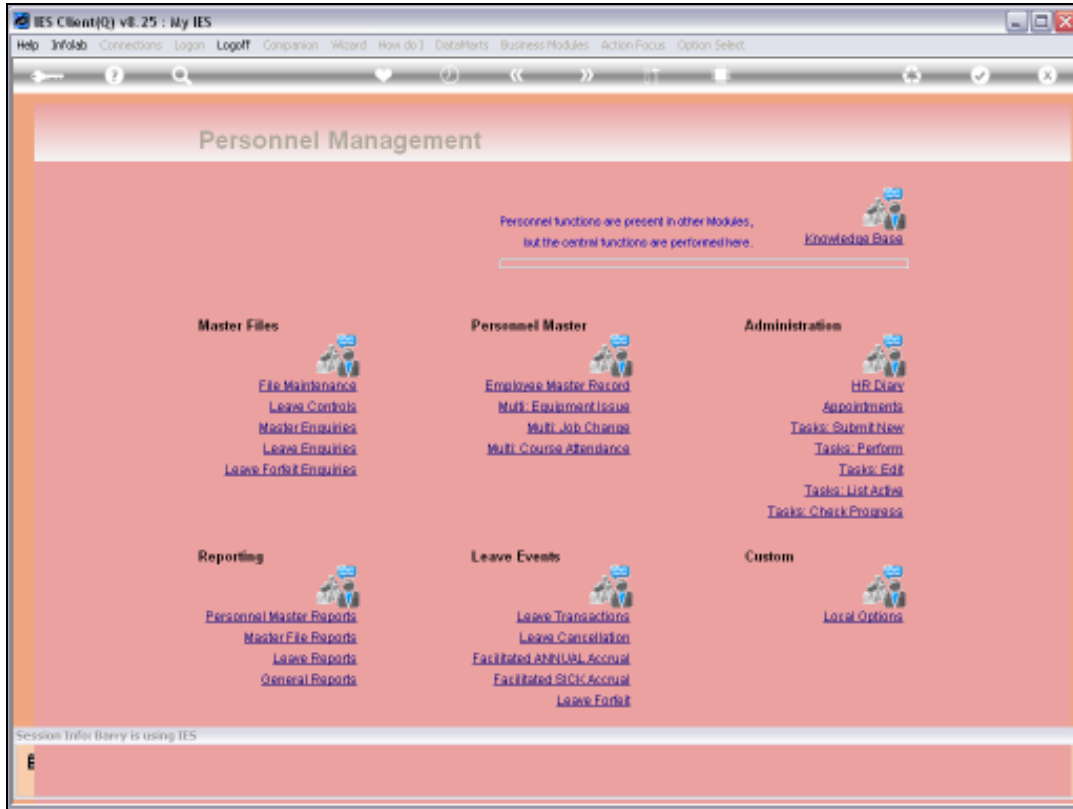 IES Client(Q) v8.25 : My IES
Help Infolab Connections Logon Logoff Companion Wizard How do I DataMarts Business Modules Action Focus Option Select
Personnel Management
Personnel functions are present in other Modules,
but the central functions are performed here.
Knowledge Base
Master Files
File Maintenance
Leave Controls
Master Enquiries
Leave Enquiries
Leave Forfeit Enquiries
Personnel Master
Employee Master Record
Multi: Equipment Issue
Multi: Job Change
Multi: Course Attendance
Administration
HR Diary
Appointments
Tasks: Submit New
Tasks: Perform
Tasks: Edit
Tasks: List Active
Tasks: Check Progress
Reporting
Personnel Master Reports
Master File Reports
Leave Reports
General Reports
Leave Events
Leave Transactions
Leave Cancellation
Facilitated ANNUAL Accrual
Facilitated SICK Accrual
Leave Forfeit
Custom
Local Options
Session Info: Barry is using IES